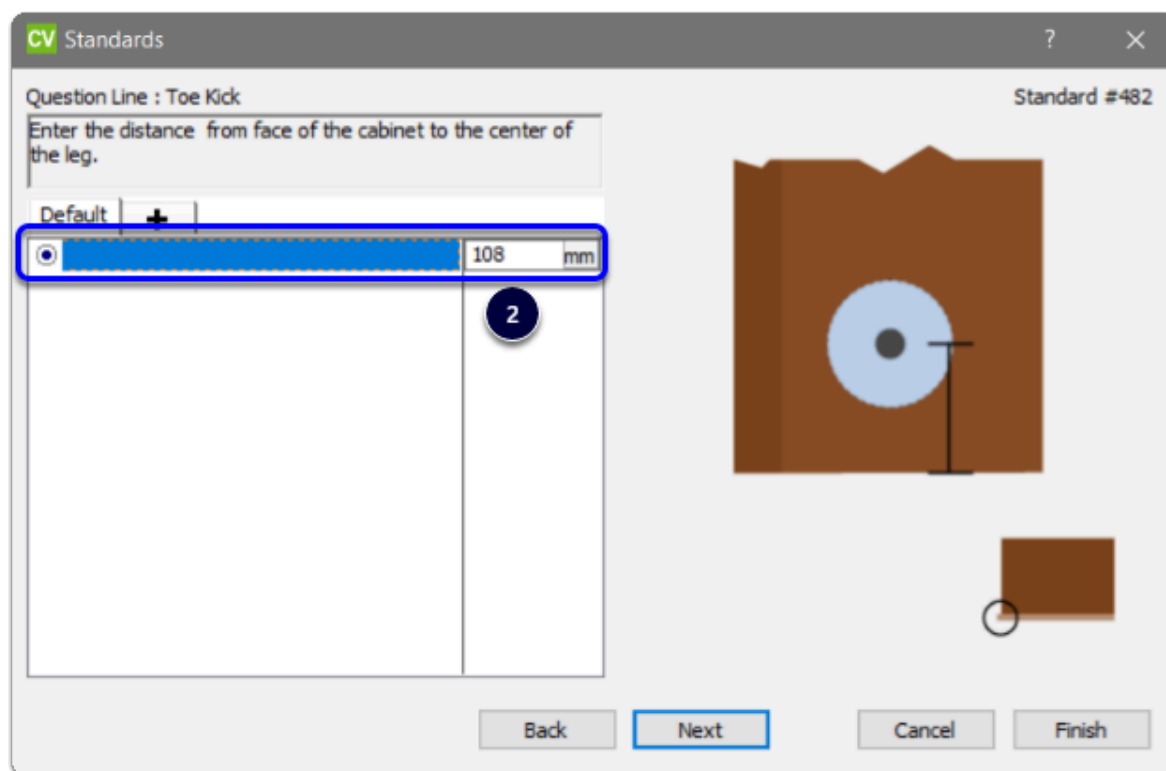 CV Standards ?
Question Line : Toe Kick
Standard #482
Enter the distance from face of the cabinet to the center of
the leg.
Default +
108 mm
2
Back Next Cancel Finish